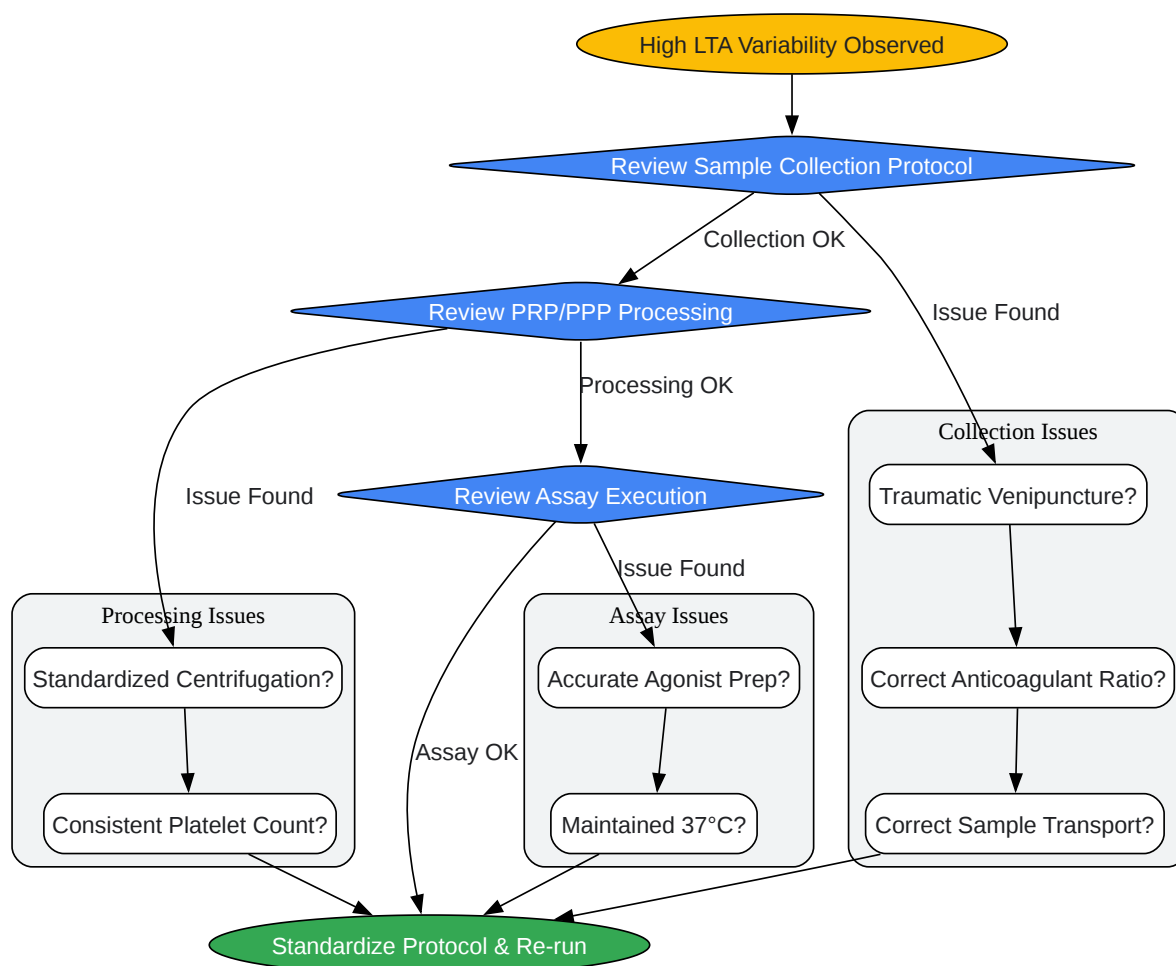 High LTA Variability Observed
Review Sample Collection Protocol
Collection OK
Review PRP/PPP Processing
Issue Found
Processing OK
Collection Issues
Review Assay Execution
Traumatic Venipuncture?
Issue Found
Issue Found
Processing Issues
Assay Issues
Standardized Centrifugation?
Accurate Agonist Prep?
Correct Anticoagulant Ratio?
Assay OK
Consistent Platelet Count?
Maintained 37°C?
Correct Sample Transport?
Standardize Protocol & Re-run